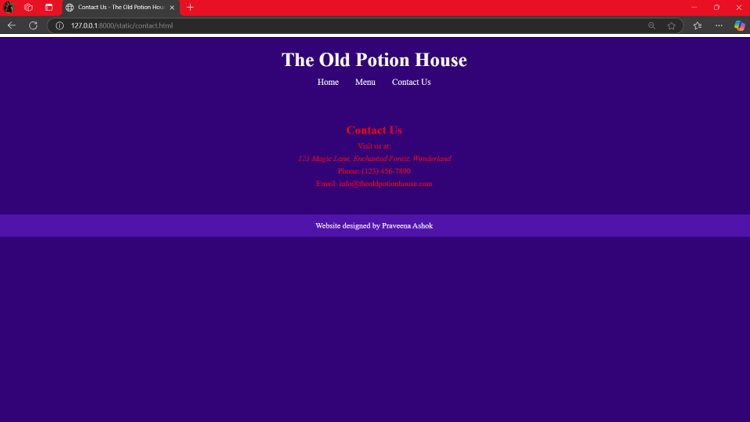 Contact Us - The Old Potion Hous
127.0.0.1:8000/static/contact.html
The Old Potion House
Home Menu Contact Us
Contact Us
Visit us at:
123 Magic Lane, Enchanted Forest, Wonderland
Phone: (123) 456-7890
Email: info@theoldpotionhouse.com
Website designed by Praveena Ashok